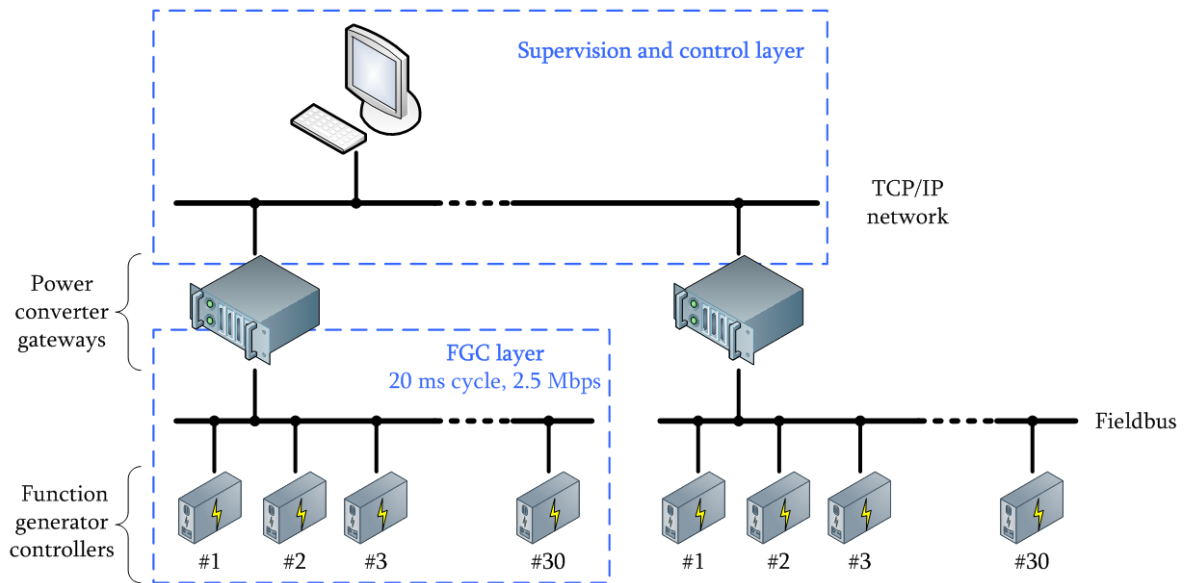 Supervision and control layer
TCP/IP
network
Power
converter
gateways
FGC layer
20 ms cycle, 2.5 Mbps
Fieldbus
Function
generator
controllers
#1
#2
#3
#30
#1
#2
#3
#30